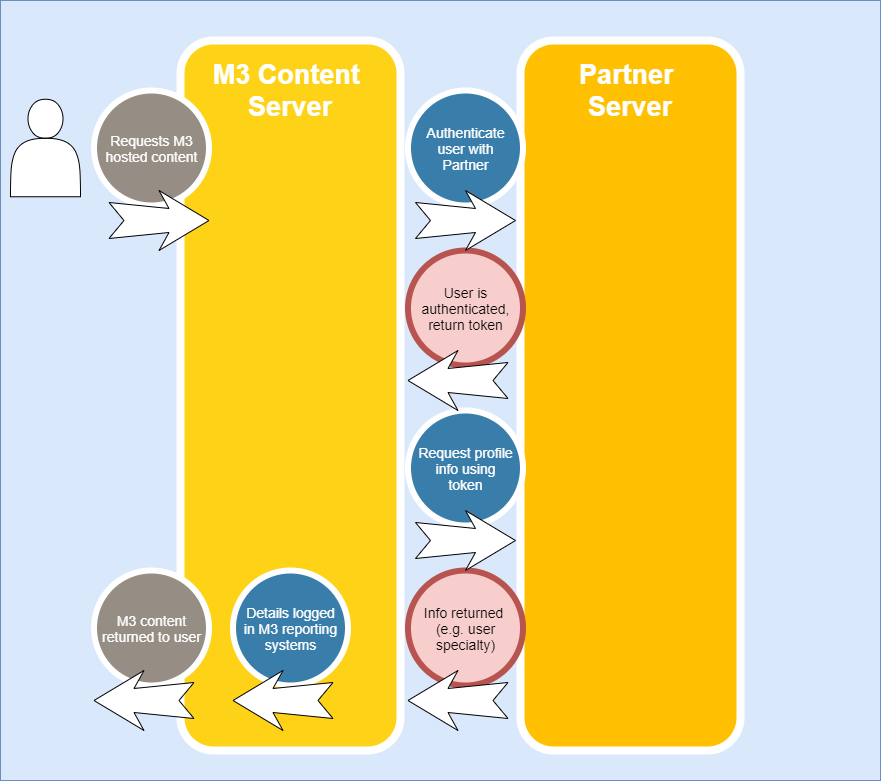 M3 Content
Server
Partner
Server
Requests M3
hosted content
Authenticate
user with
Partner
User is
authenticated,
return token
Request profile
info using
token
Info returned
(e.g. user
specialty)
Details logged
in M3 reporting
systems
M3 content
returned to user